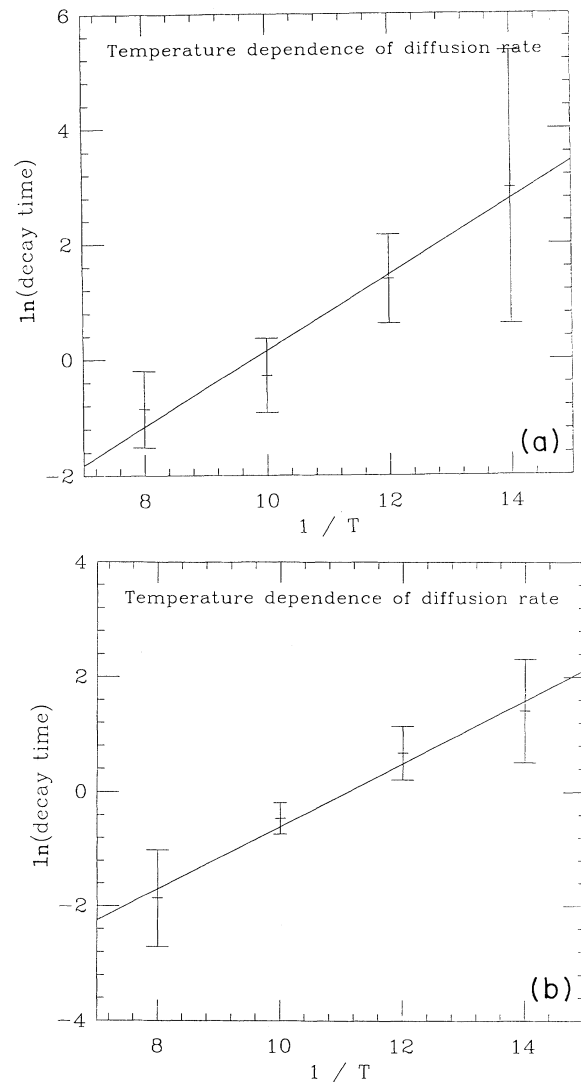 6
Temperature dependence of diffusion rate
4
2
0
−2
ln(decay time)
(a)
8 10 12 14
1 / T
4
Temperature dependence of diffusion rate
2
0
−2
−4
ln(decay time)
(b)
8 10 12 14
1 / T